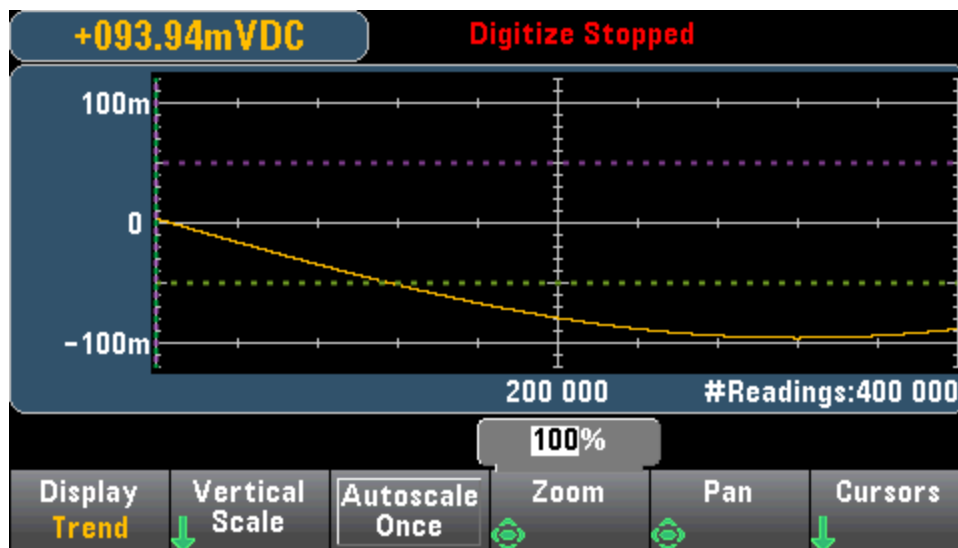 +093.94mVDC Digitize Stopped
100m
0
-100m
200 000 #Readings:400 000
100%
Display Vertical Autoscale Zoom Pan Cursors
Trend Scale Once